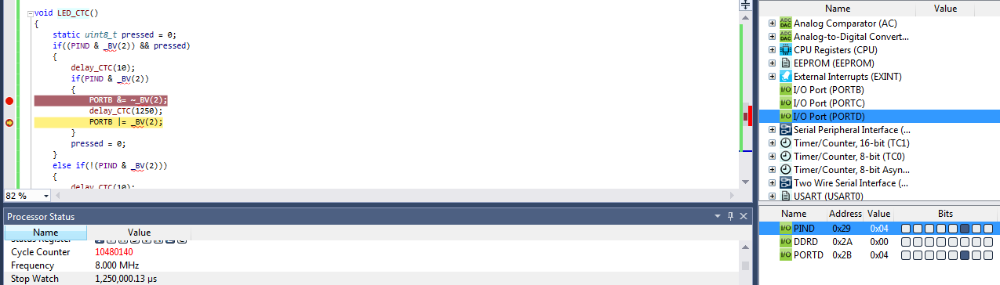 void LED_CTC()
{
static uint8_t pressed = 0;
if((PIND & _BV(2)) && pressed)
{
delay_CTC(10);
if(PIND & _BV(2))
{
PORTB &= ~_BV(2);
delay_CTC(1250);
PORTB |= _BV(2);
}
pressed = 0;
}
else if(!(PIND & _BV(2)))
{
delay_CTC(10);
82 %
Processor Status
Name Value
Status Register
Cycle Counter 10480140
Frequency 8.000 MHz
Stop Watch 1,250,000.13 µs
Name Value
Analog Comparator (AC)
Analog-to-Digital Convert...
CPU Registers (CPU)
EEPROM (EEPROM)
External Interrupts (EXINT)
I/O Port (PORTB)
I/O Port (PORTC)
I/O Port (PORTD)
Serial Peripheral Interface (...
Timer/Counter, 16-bit (TC1)
Timer/Counter, 8-bit (TC0)
Timer/Counter, 8-bit Asyn...
Two Wire Serial Interface (...
USART (USART0)
Name Address Value Bits
I/O PIND 0x29 0x04
I/O DDRD 0x2A 0x00
I/O PORTD 0x2B 0x04